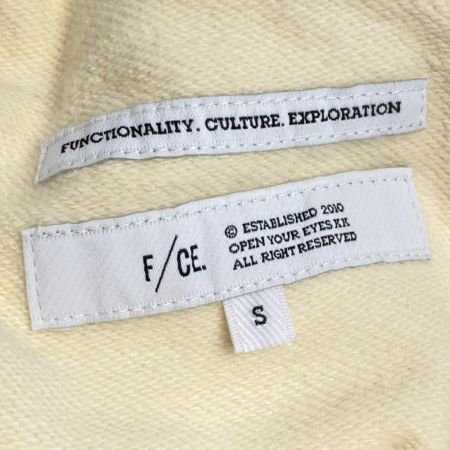 FUNCTIONALITY. CULTURE. EXPLORATION
F/CE.
© ESTABLISHED 2010
OPEN YOUR EYES KK
ALL RIGHT RESERVED
S